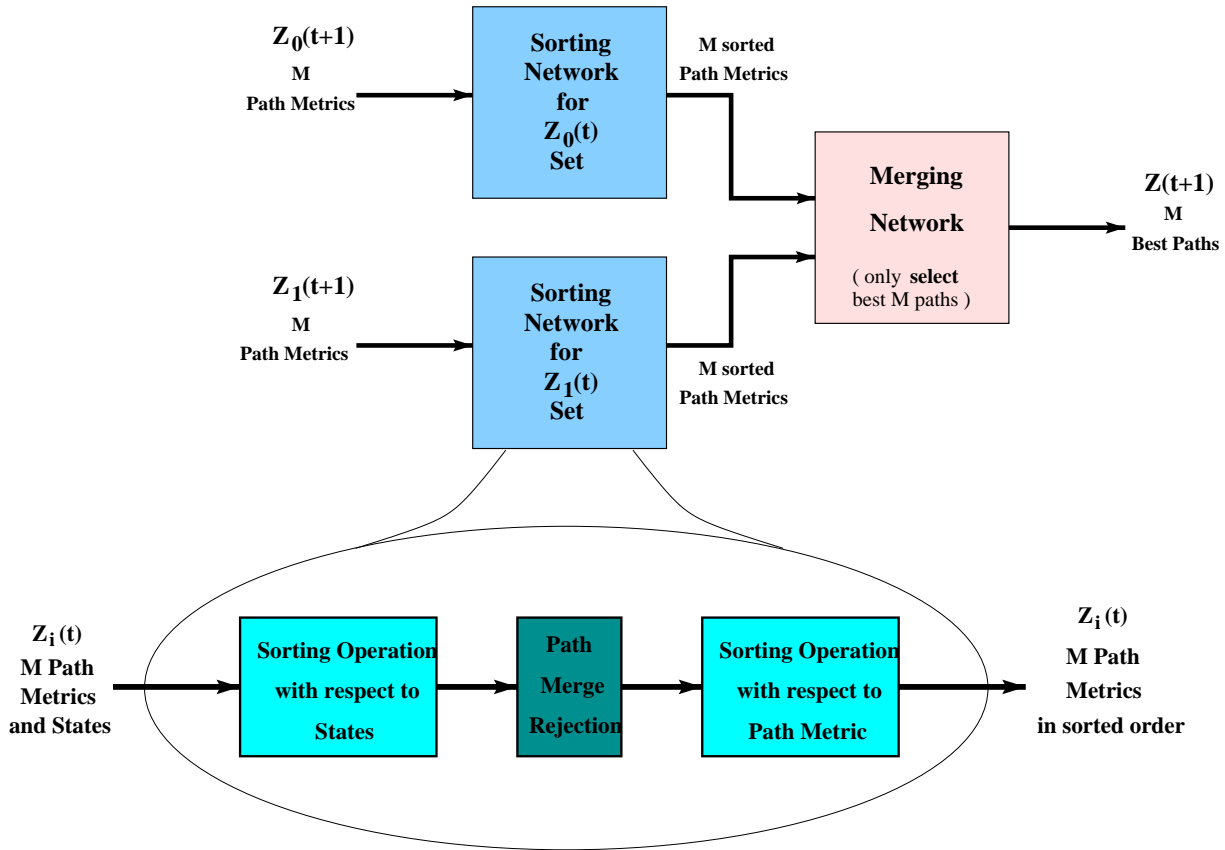 Z0(t+1)
M
Path Metrics
Sorting
Network
for
Z0(t)
Set
M sorted
Path Metrics
Merging
Network
( only select
best M paths )
Z(t+1)
M
Best Paths
Z1(t+1)
M
Path Metrics
Sorting
Network
for
Z1(t)
Set
M sorted
Path Metrics
Zi (t)
M Path
Metrics
and States
Sorting Operation
with respect to
States
Path
Merge
Rejection
Sorting Operation
with respect to
Path Metric
Zi (t)
M Path
Metrics
in sorted order